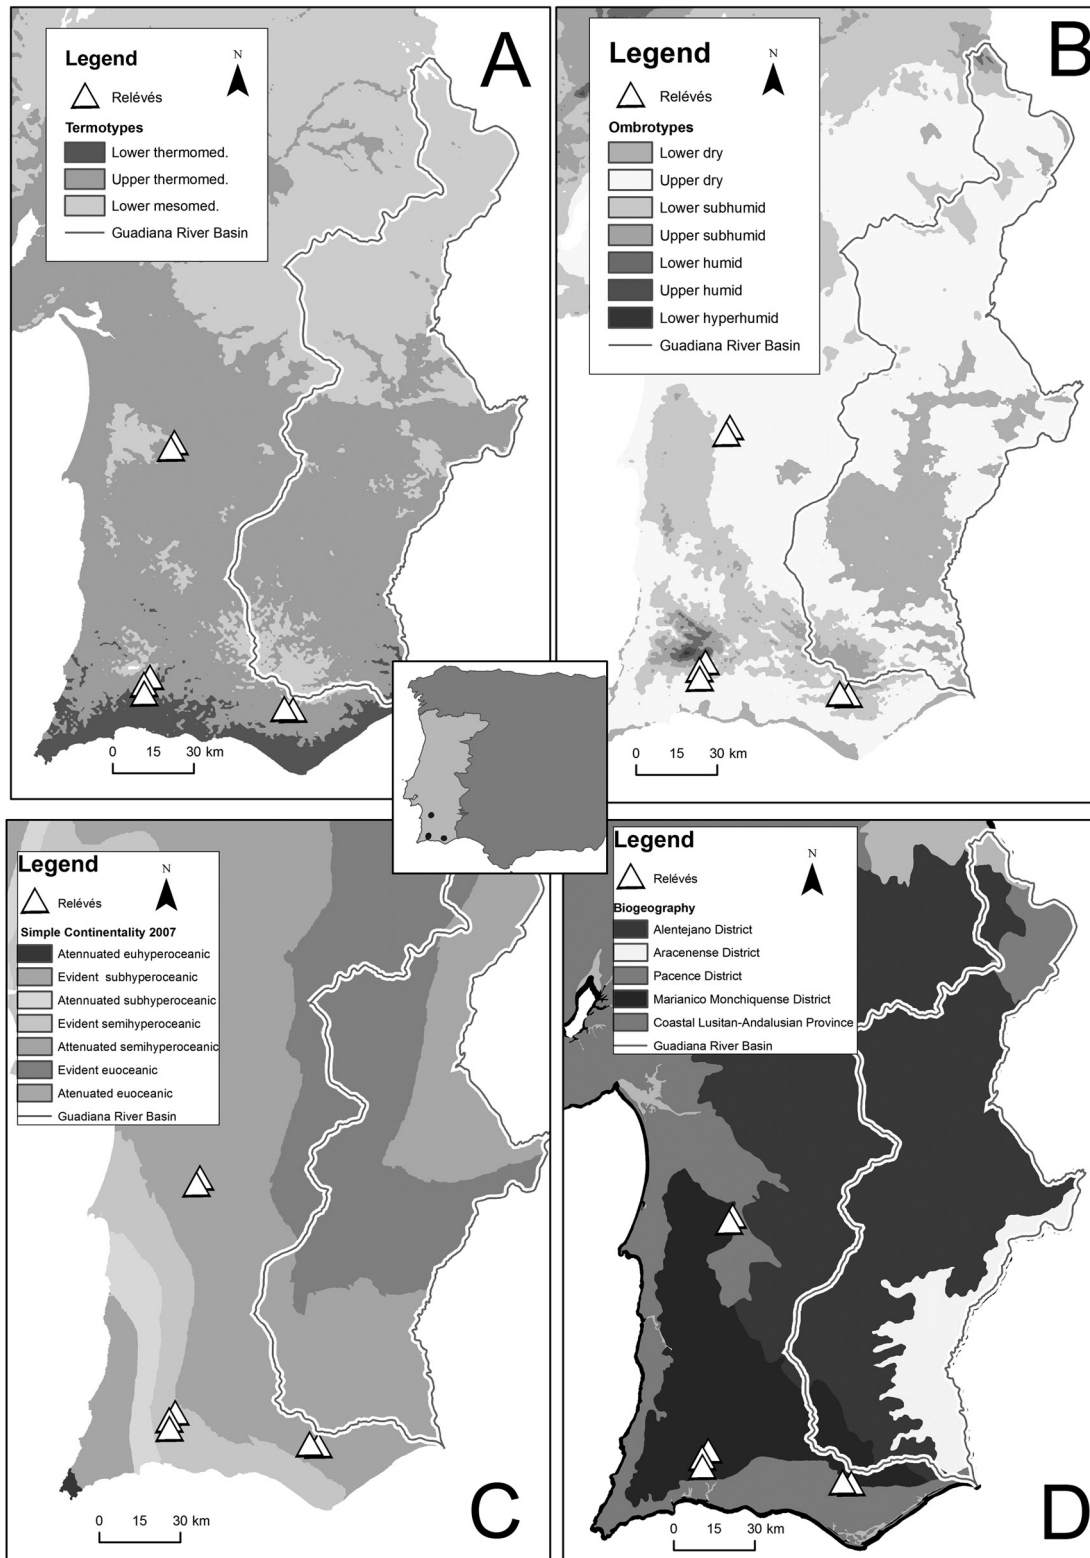 Legend
N
Relévés
Termotypes
Lower thermomed.
Upper thermomed.
Lower mesomed.
Guadiana River Basin
A
0 15 30 km
Legend
N
Relévés
Ombrotypes
Lower dry
Upper dry
Lower subhumid
Upper subhumid
Lower humid
Upper humid
Lower hyperhumid
Guadiana River Basin
B
0 15 30 km
Legend
N
Relévés
Simple Continentality 2007
Atennuated euhyperoceanic
Evident subhyperoceanic
Atennuated subhyperoceanic
Evident semihyperoceanic
Attenuated semihyperoceanic
Evident euoceanic
Atenuated euoceanic
Guadiana River Basin
C
0 15 30 km
Legend
N
Relévés
Biogeography
Alentejano District
Aracenense District
Pacence District
Marianico Monchiquense District
Coastal Lusitan-Andalusian Province
Guadiana River Basin
D
0 15 30 km